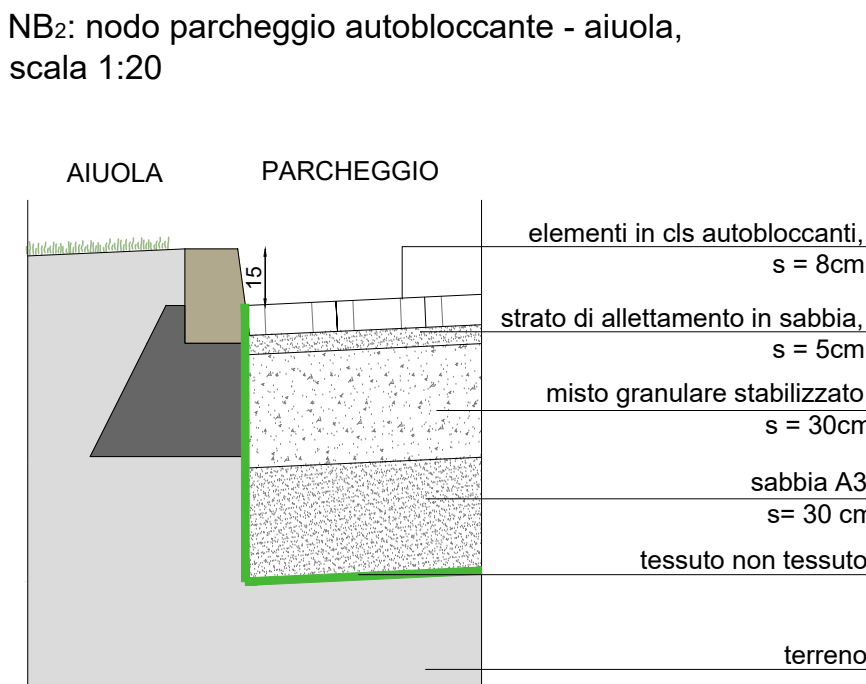 NB2: nodo parcheggio autobloccante - aiuola,
scala 1:20
AIUOLA
PARCHEGGIO
15
elementi in cls autobloccanti,
s = 8cm
strato di allettamento in sabbia,
s = 5cm
misto granulare stabilizzato
s = 30cm
sabbia A3
s= 30 cm
tessuto non tessuto
terreno